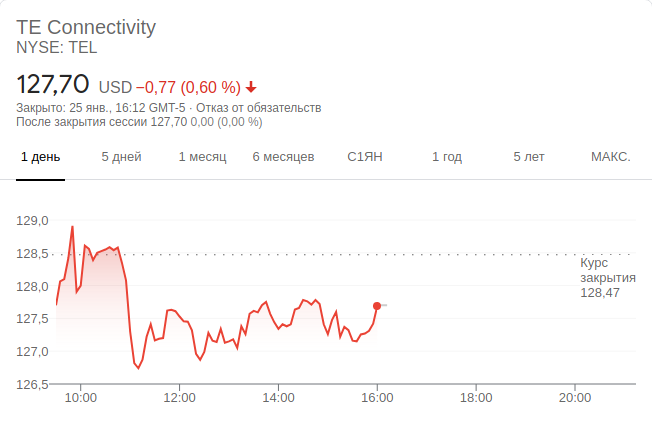 TE Connectivity
NYSE: TEL
127,70 USD −0,77 (0,60 %)
Закрыто: 25 янв., 16:12 GMT-5 · Отказ от обязательств
После закрытия сессии 127,70 0,00 (0,00 %)
1 день 5 дней 1 месяц 6 месяцев С1ЯН 1 год 5 лет МАКС.
129,0
128,5
Курс
закрытия
128,47
128,0
127,5
127,0
126,5
10:00 12:00 14:00 16:00 18:00 20:00